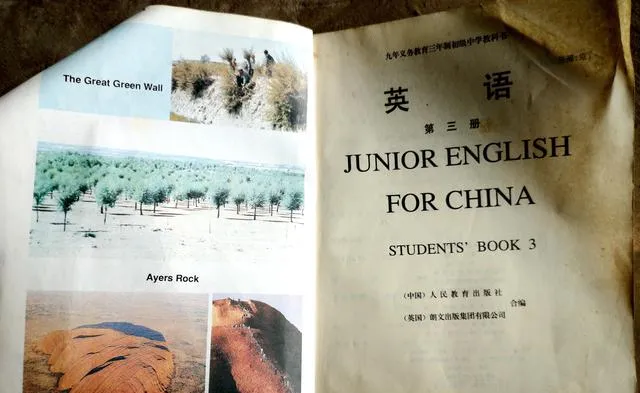 The Great Green Wall
Ayers Rock
九年义务教育三年制初级中学教科书
英 语
第 三 册
JUNIOR ENGLISH
FOR CHINA
STUDENTS' BOOK 3
(中国) 人民教育出版社
(英国) 朗文出版集团有限公司
合编